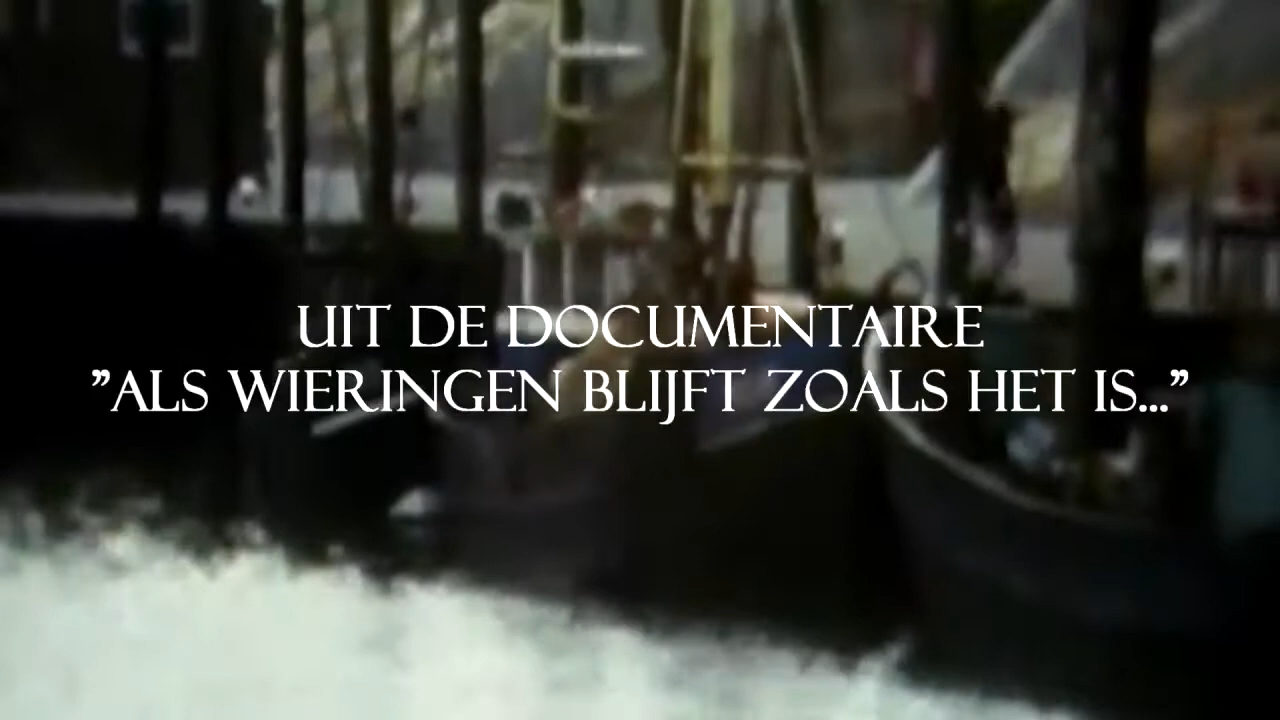 UIT DE DOCUMENTAIRE
”ALS WIERINGEN BLIJFT ZOALS HET IS...”